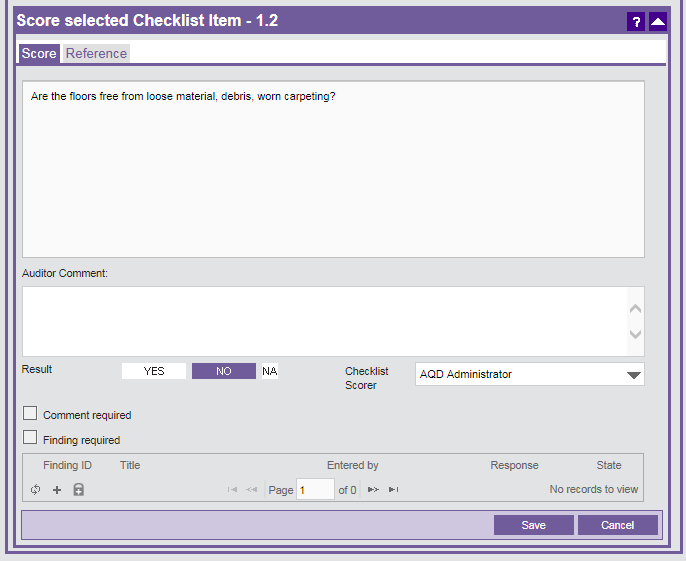 Score selected Checklist Item - 1.2
?
Score Reference
Are the floors free from loose material, debris, worn carpeting?
Auditor Comment:
Result YES NO NA Checklist Scorer AQD Administrator
Comment required
Finding required
Finding ID Title Entered by Response State
Page 1 of 0 No records to view
Save Cancel